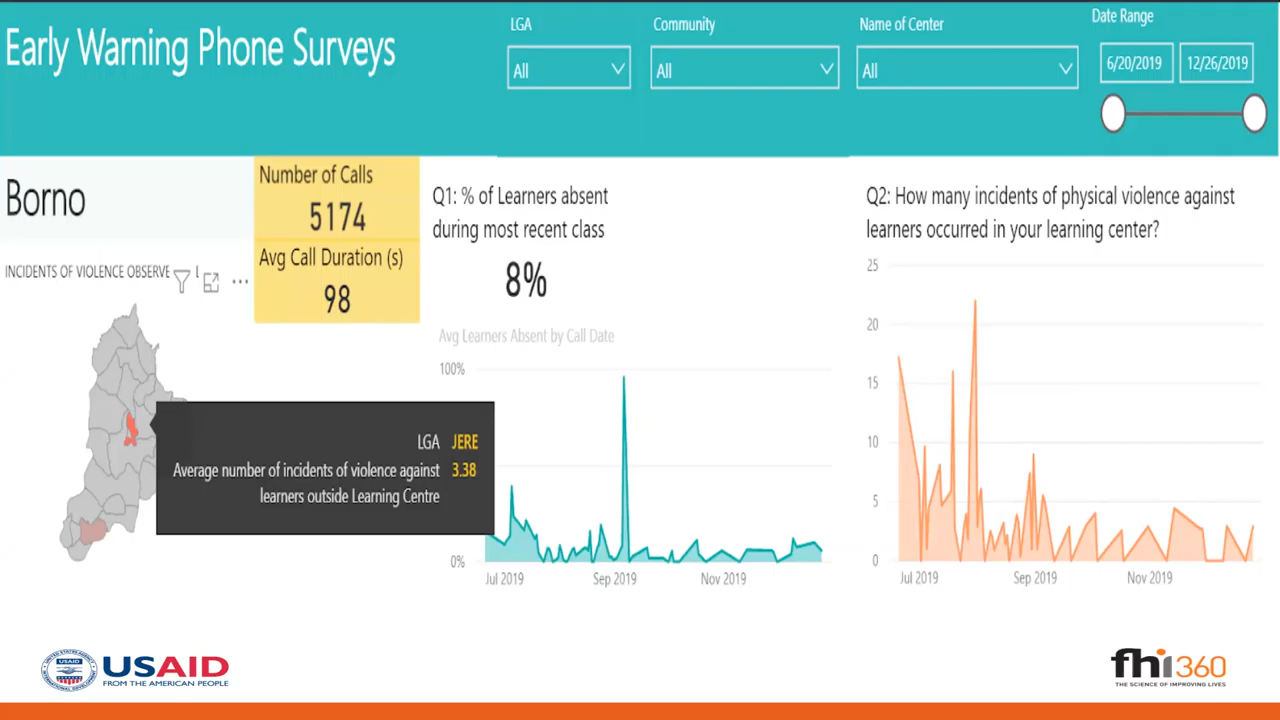 Early Warning Phone Surveys
LGA
All
Community
All
Name of Center
All
Date Range
6/20/2019
12/26/2019
Borno
Number of Calls
5174
Avg Call Duration (s)
98
INCIDENTS OF VIOLENCE OBSERVE
LGA JERE
Average number of incidents of violence against 3.38
learners outside Learning Centre
Q1: % of Learners absent
during most recent class
8%
Avg Learners Absent by Call Date
100%
0%
Jul 2019
Sep 2019
Nov 2019
Q2: How many incidents of physical violence against
learners occurred in your learning center?
25
20
15
10
5
0
Jul 2019
Sep 2019
Nov 2019
USAID
FROM THE AMERICAN PEOPLE
fhi 360
THE SCIENCE OF IMPROVING LIVES